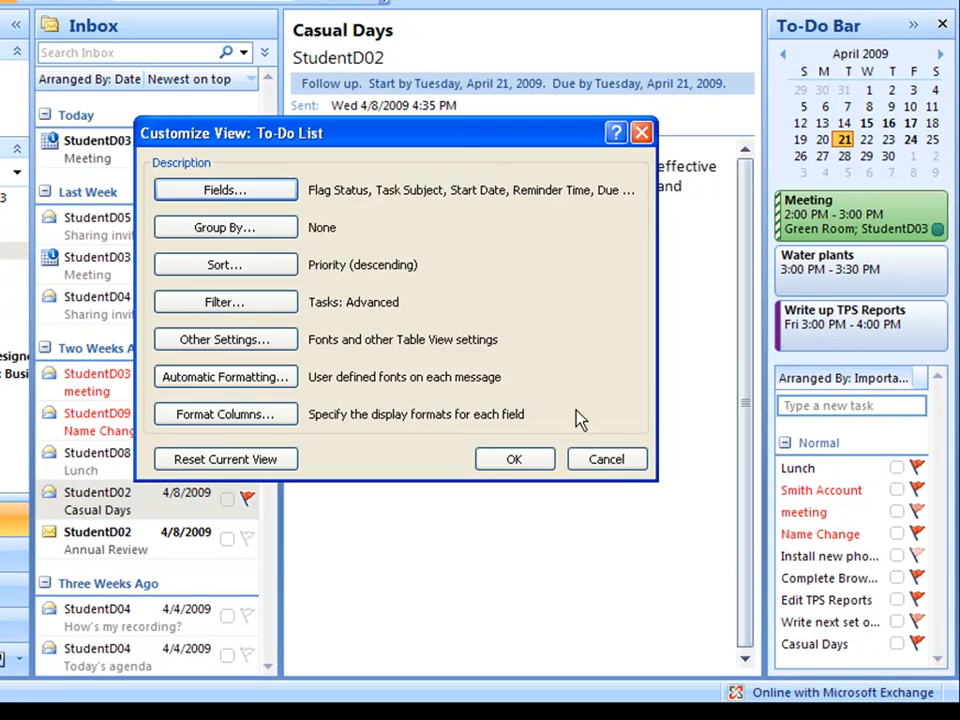 Inbox
Search Inbox
Arranged By: Date Newest on top
Today
StudentD03
Meeting
Last Week
StudentD05
Sharing invi
StudentD03
Meeting
StudentD04
Sharing invit
Two Weeks A
StudentD03
meeting
StudentD09
Name Chang
StudentD08
Lunch
StudentD02 4/8/2009
Casual Days
StudentD02 4/8/2009
Annual Review
Three Weeks Ago
StudentD04 4/4/2009
How's my recording?
StudentD04 4/4/2009
Today's agenda
Casual Days
StudentD02
Follow up. Start by Tuesday, April 21, 2009. Due by Tuesday, April 21, 2009.
Sent: Wed 4/8/2009 4:35 PM
effective
and
Customize View: To-Do List
Description
Fields... Flag Status, Task Subject, Start Date, Reminder Time, Due ...
Group By... None
Sort... Priority (descending)
Filter... Tasks: Advanced
Other Settings... Fonts and other Table View settings
Automatic Formatting... User defined fonts on each message
Format Columns... Specify the display formats for each field
Reset Current View OK Cancel
To-Do Bar
April 2009
S M T W T F S
29 30 31 1 2 3 4
5 6 7 8 9 10 11
12 13 14 15 16 17 18
19 20 21 22 23 24 25
26 27 28 29 30 1 2
3 4 5 6 7 8 9
Meeting
2:00 PM - 3:00 PM
Green Room; StudentD03
Water plants
3:00 PM - 3:30 PM
Write up TPS Reports
Fri 3:00 PM - 4:00 PM
Arranged By: Importa...
Type a new task
Normal
Lunch
Smith Account
meeting
Name Change
Install new pho...
Complete Brow...
Edit TPS Reports
Write next set o...
Casual Days
Online with Microsoft Exchange